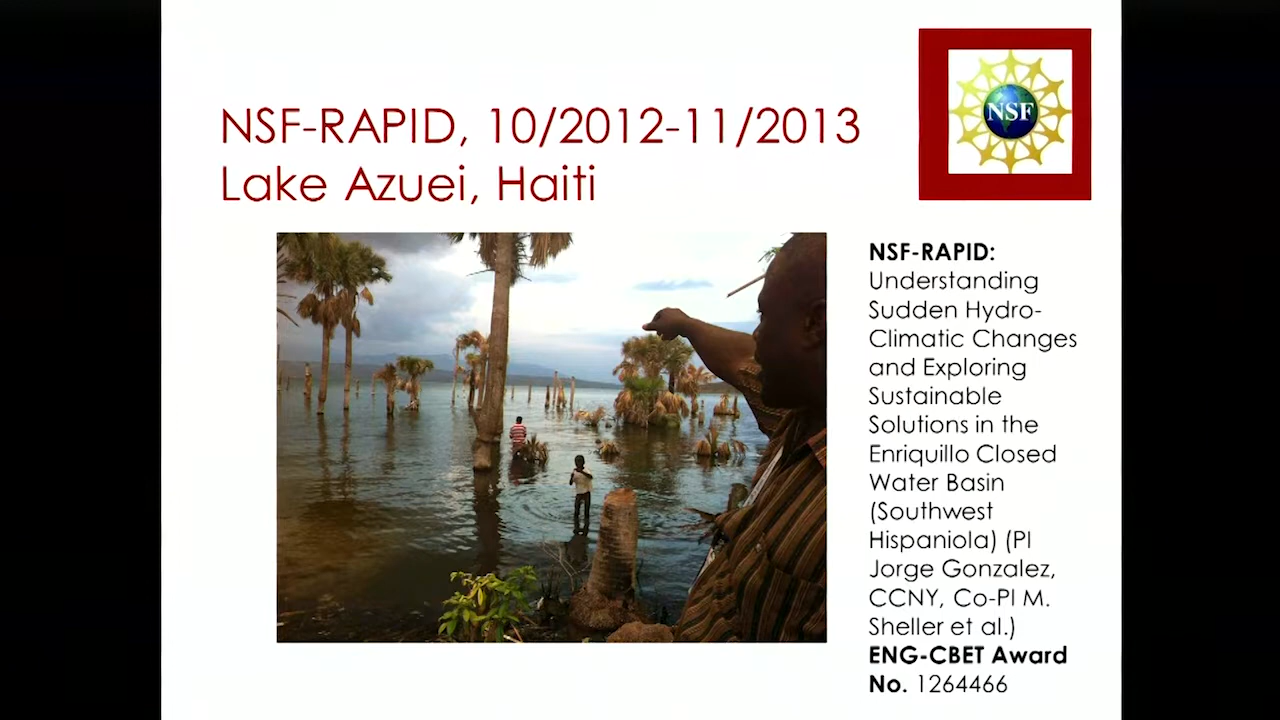 NSF-RAPID, 10/2012-11/2013
Lake Azuei, Haiti
NSF
NSF-RAPID:
Understanding
Sudden Hydro-
Climatic Changes
and Exploring
Sustainable
Solutions in the
Enriquillo Closed
Water Basin
(Southwest
Hispaniola) (PI
Jorge Gonzalez,
CCNY, Co-PI M.
Sheller et al.)
ENG-CBET Award
No. 1264466